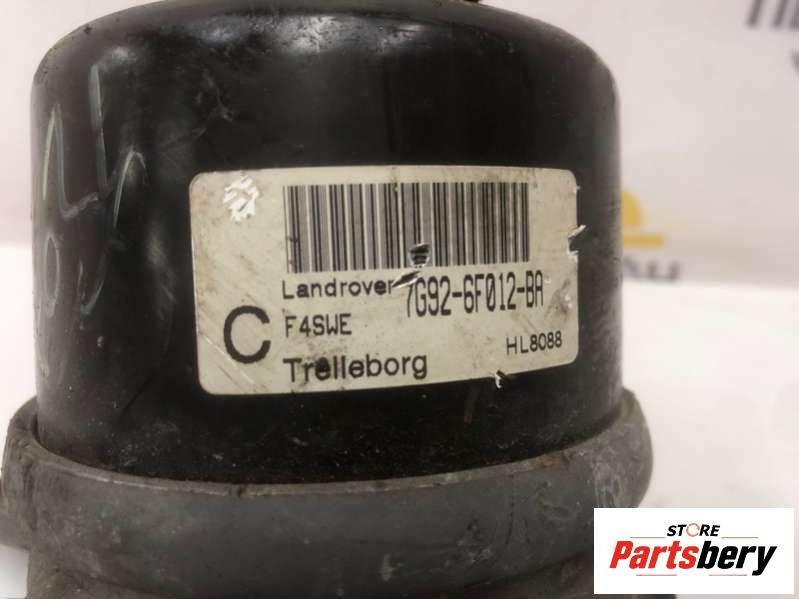 Landrover 7G92-6F012-BA
C
F4SWE
Trelleborg
HL8088
STORE
Partsbery